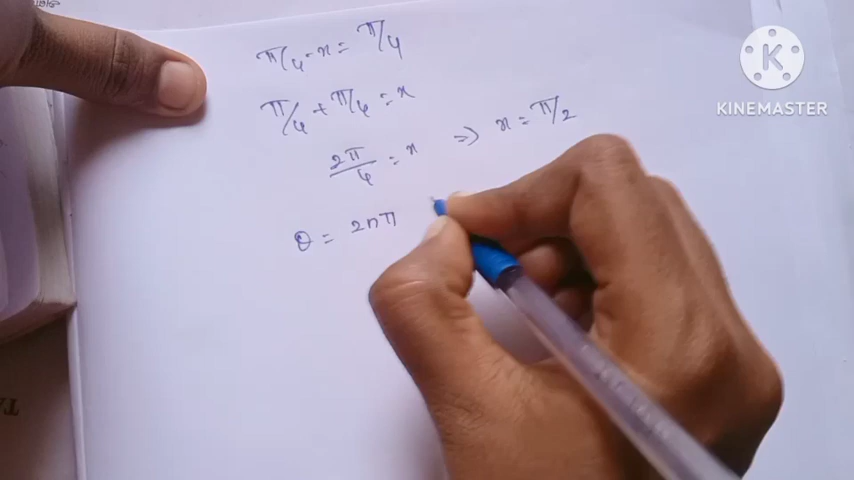 π/4 - x = π/4
π/4 + π/4 = x
2π/4 = x ⇒ x = π/2
θ = 2nπ
KINEMASTER